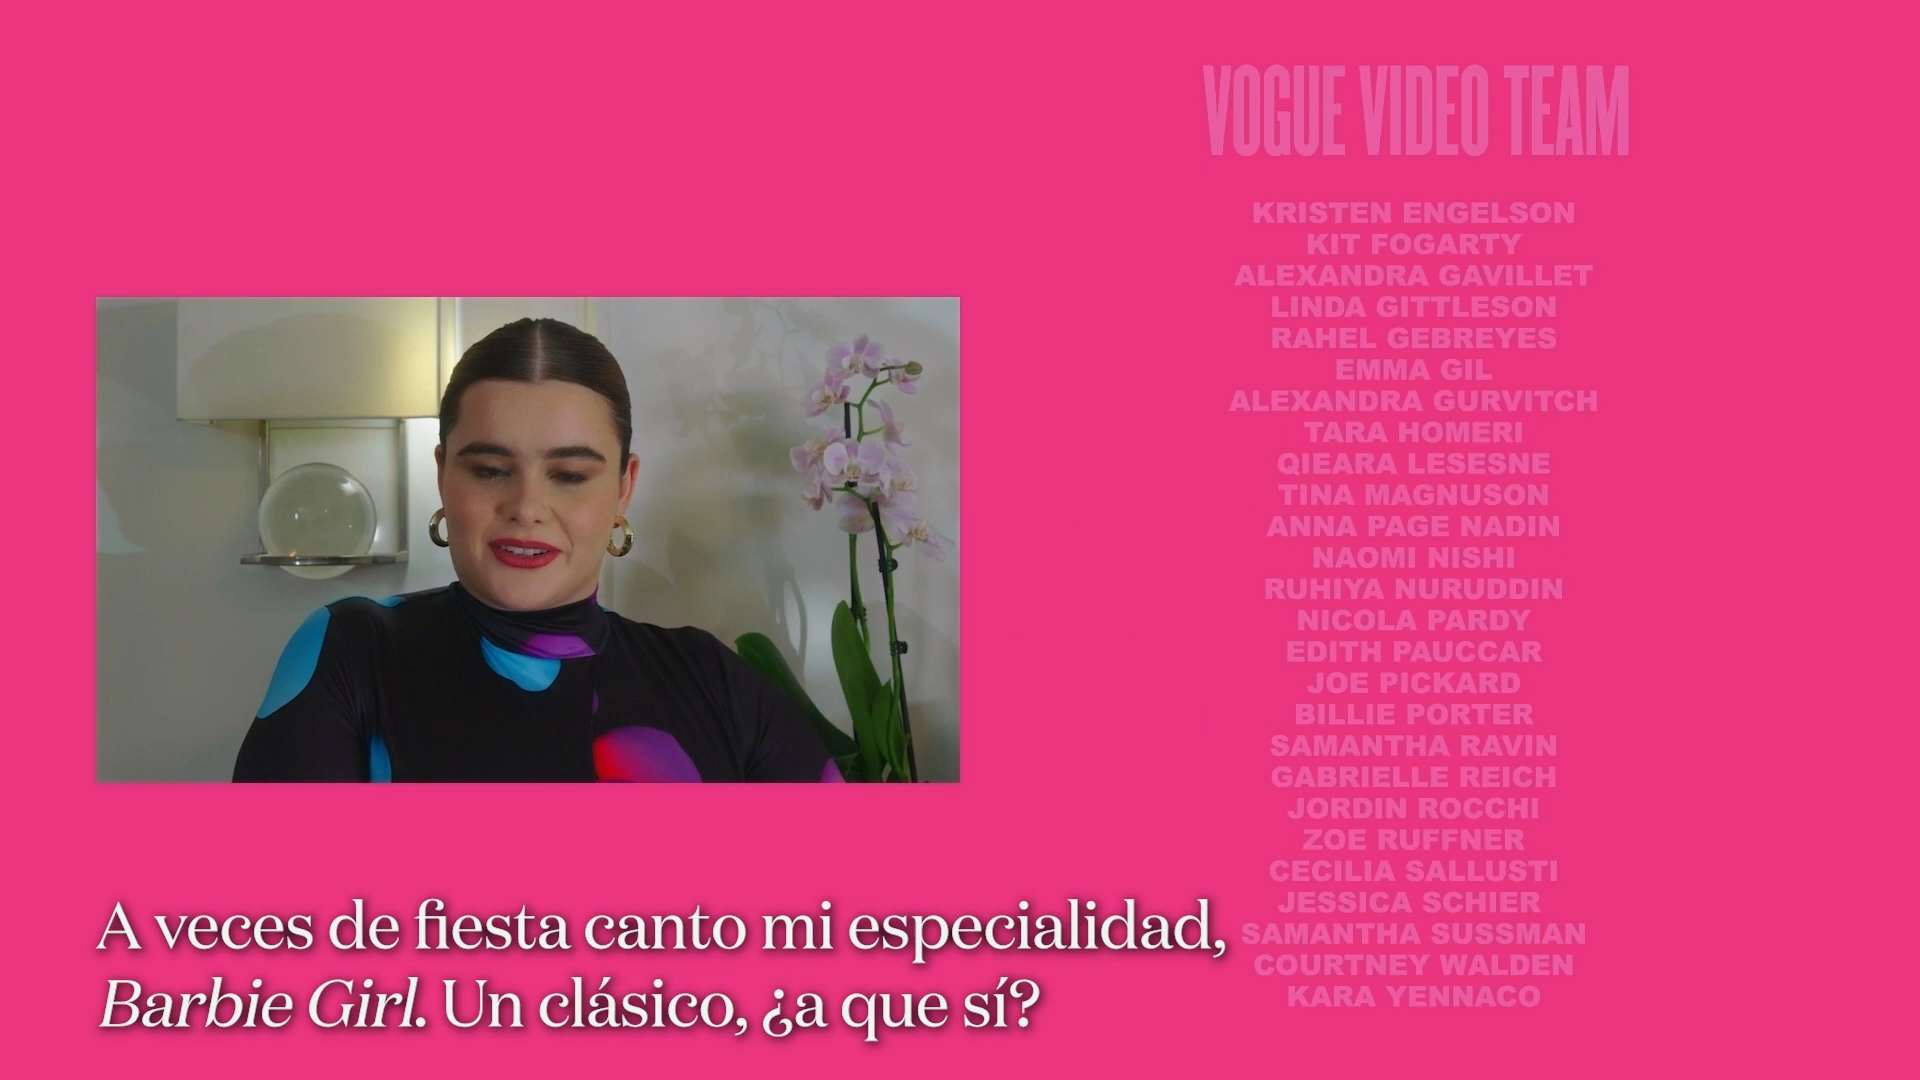 VOGUE VIDEO TEAM
KRISTEN ENGELSON
KIT FOGARTY
ALEXANDRA GAVILLET
LINDA GITTLESON
RAHEL GEBREYES
EMMA GIL
ALEXANDRA GURVITCH
TARA HOMERI
QIEARA LESESNE
TINA MAGNUSON
ANNA PAGE NADIN
NAOMI NISHI
RUHIYA NURUDDIN
NICOLA PARDY
EDITH PAUCCAR
JOE PICKARD
BILLIE PORTER
SAMANTHA RAVIN
GABRIELLE REICH
JORDIN ROCCHI
ZOE RUFFNER
CECILIA SALLUSTI
JESSICA SCHIER
SAMANTHA SUSSMAN
COURTNEY WALDEN
KARA YENNACO
A veces de fiesta canto mi especialidad,
Barbie Girl. Un clásico, ¿a que sí?